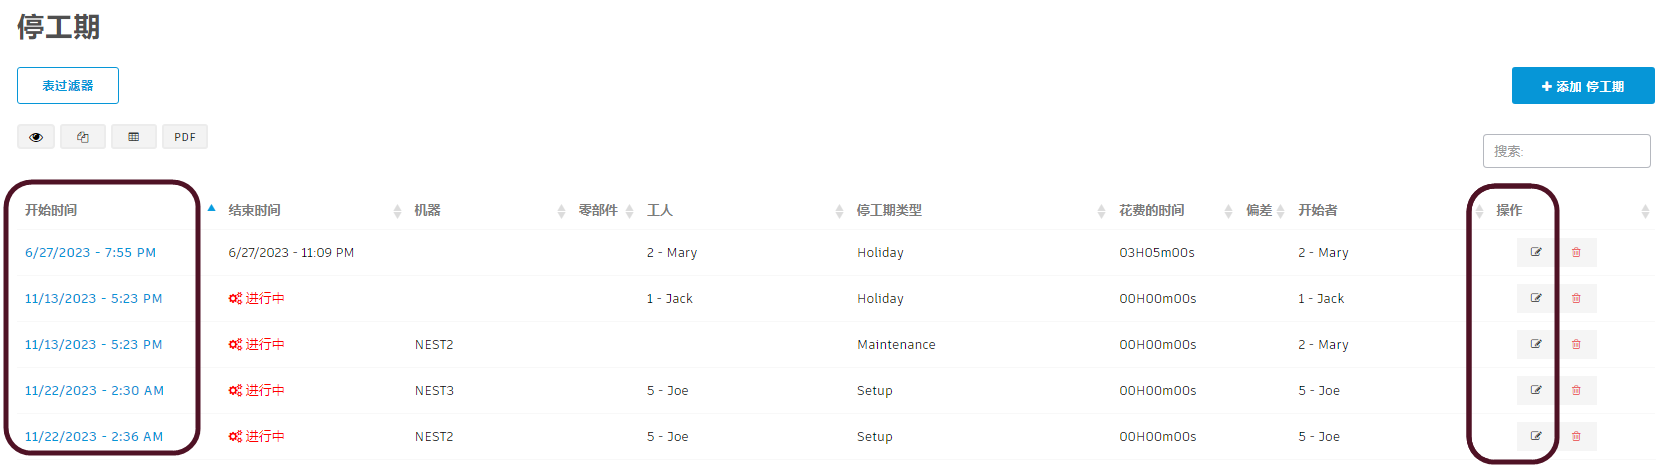 停工期
表过滤器
+ 添加 停工期
PDF
搜索:
开始时间 结束时间 机器 零部件 工人 停工期类型 花费的时间 偏差 开始者 操作
6/27/2023 - 7:55 PM 6/27/2023 - 11:09 PM 2 - Mary Holiday 03H05m00s 2 - Mary
11/13/2023 - 5:23 PM 进行中 1 - Jack Holiday 00H00m00s 1 - Jack
11/13/2023 - 5:23 PM 进行中 NEST2 Maintenance 00H00m00s 2 - Mary
11/22/2023 - 2:30 AM 进行中 NEST3 5 - Joe Setup 00H00m00s 5 - Joe
11/22/2023 - 2:36 AM 进行中 NEST2 5 - Joe Setup 00H00m00s 5 - Joe